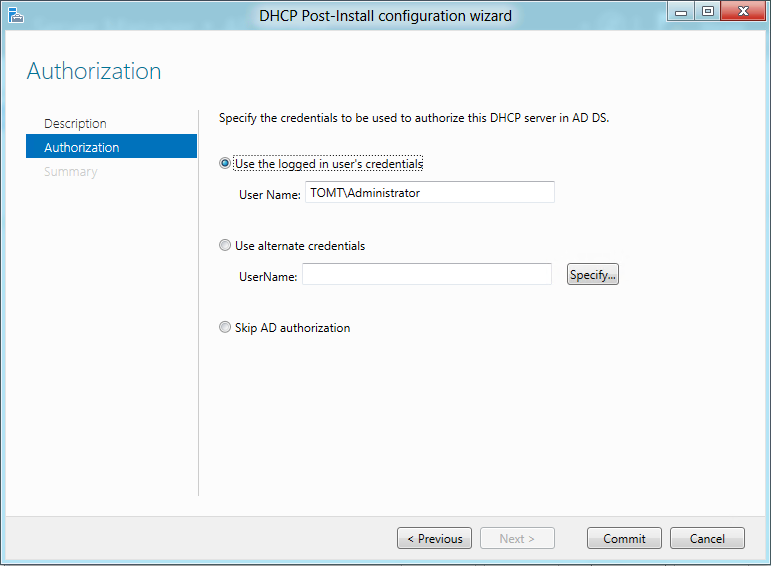 DHCP Post-Install configuration wizard
Authorization
Description
Authorization
Summary
Specify the credentials to be used to authorize this DHCP server in AD DS.
Use the logged in user's credentials
User Name: TOMT\Administrator
Use alternate credentials
UserName:
Specify...
Skip AD authorization
< Previous
Next >
Commit
Cancel